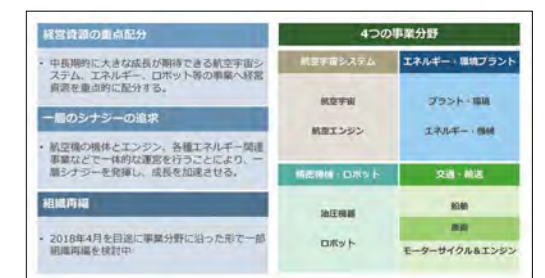 経営資源の重点配分
・ 中長期的に大きな成長が期待できる航空宇宙シ
ステム、エネルギー、ロボット等の事業へ経営
資源を重点的に配分する。
一層のシナジーの追求
・ 航空機の機体とエンジン、各種エネルギー関連
事業などで一体的な運営を行うことにより、一
層シナジーを発揮し、成長を加速させる。
組織再編
・ 2018年4月を目途に事業分野に沿った形で一部
組織再編を検討中
4つの事業分野
航空宇宙システム
航空宇宙
航空エンジン
エネルギー・環境プラント
プラント・環境
エネルギー・機械
精密機械・ロボット
油圧機器
ロボット
交通・輸送
船舶
車両
モーターサイクル&エンジン